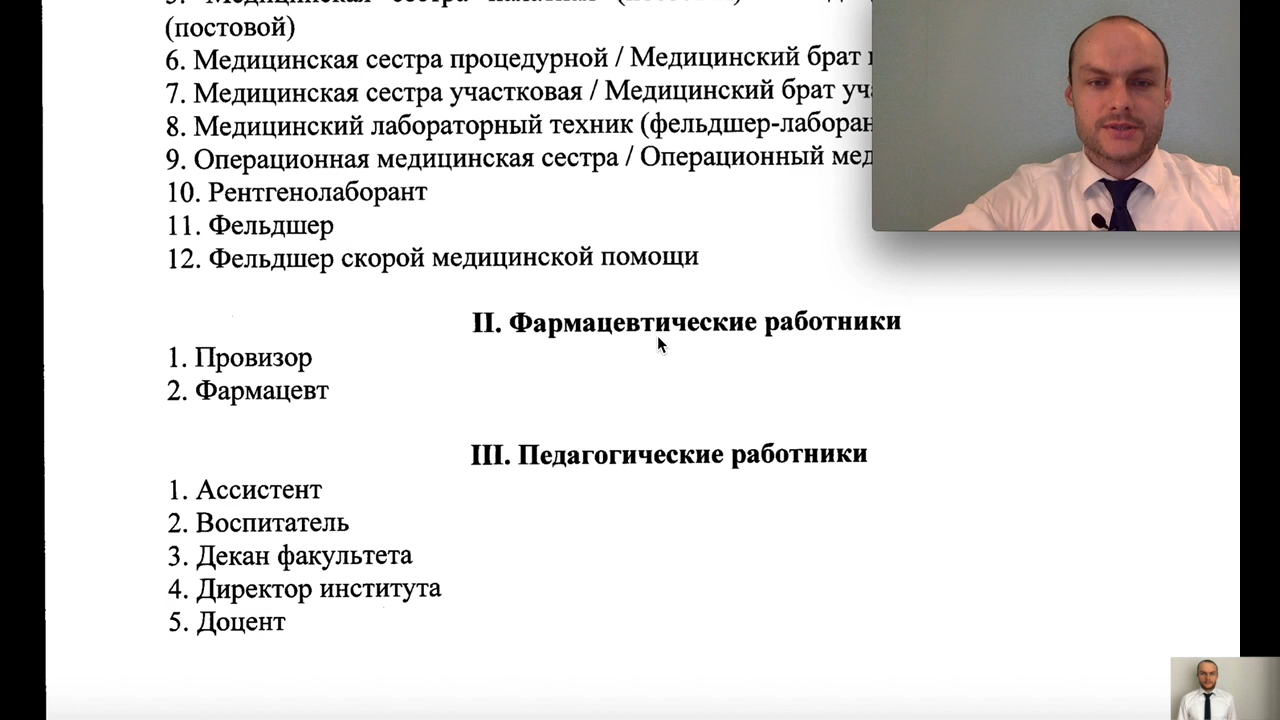 (постовой)
6. Медицинская сестра процедурной / Медицинский брат
7. Медицинская сестра участковая / Медицинский брат
8. Медицинский лабораторный техник
9. Операционная медицинская сестра / Операционный
10. Рентгенолаборант
11. Фельдшер
12. Фельдшер скорой медицинской помощи
II. Фармацевтические работники
1. Провизор
2. Фармацевт
III. Педагогические работники
1. Ассистент
2. Воспитатель
3. Декан факультета
4. Директор института
5. Доцент